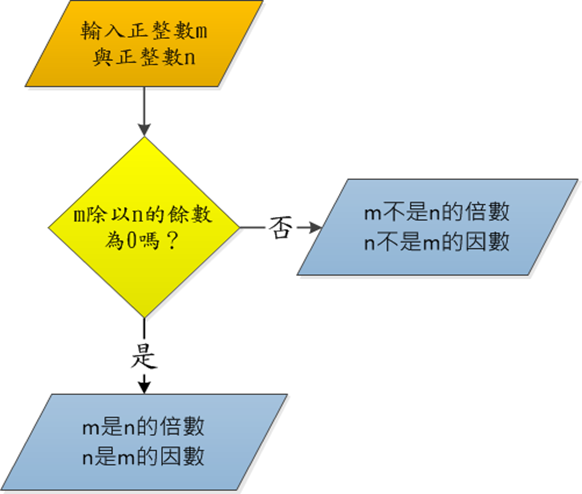 輸入正整數m
與正整數n
m除以n的餘數
為0嗎？
否
m不是n的倍數
n不是m的因數
是
m是n的倍數
n是m的因數